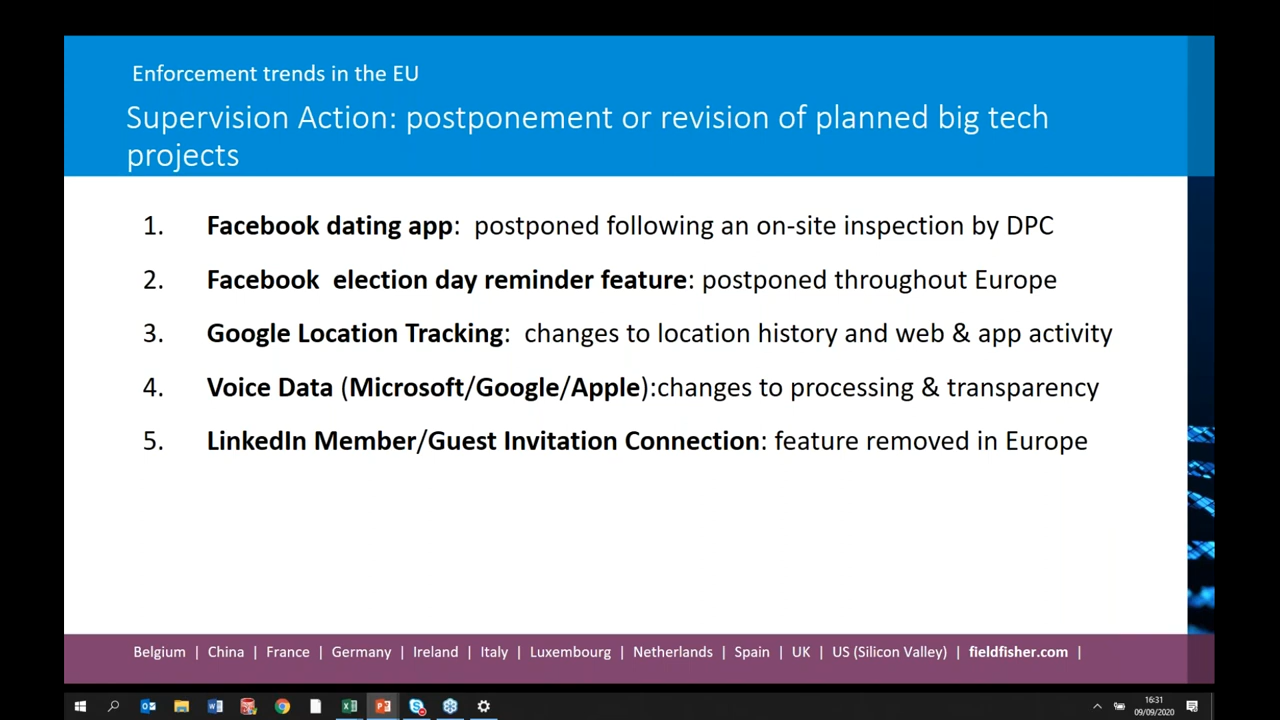 Enforcement trends in the EU
Supervision Action: postponement or revision of planned big tech
projects
1. Facebook dating app: postponed following an on-site inspection by DPC
2. Facebook election day reminder feature: postponed throughout Europe
3. Google Location Tracking: changes to location history and web & app activity
4. Voice Data (Microsoft/Google/Apple):changes to processing & transparency
5. LinkedIn Member/Guest Invitation Connection: feature removed in Europe
Belgium | China | France | Germany | Ireland | Italy | Luxembourg | Netherlands | Spain | UK | US (Silicon Valley) | fieldfisher.com |
16:31
09/09/2020